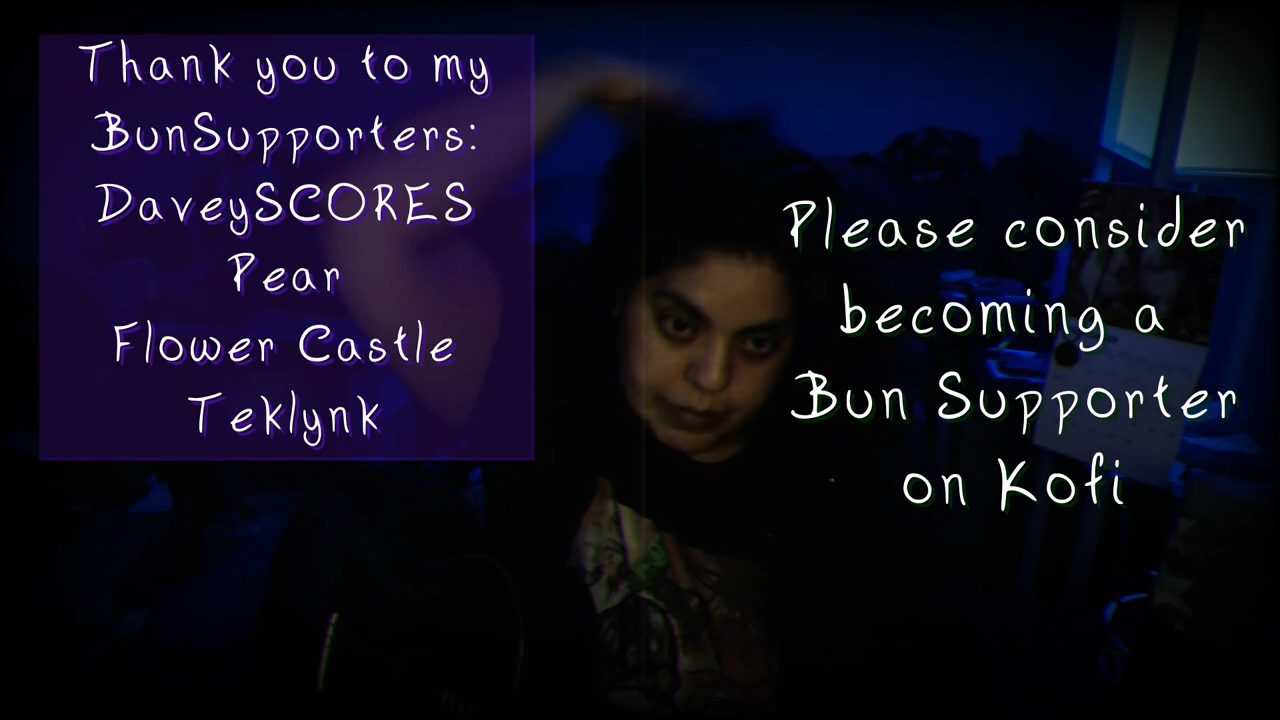 Thank you to my
BunSupporters:
DaveySCORES
Pear
Flower Castle
Teklynk
Please consider
becoming a
Bun Supporter
on Kofi